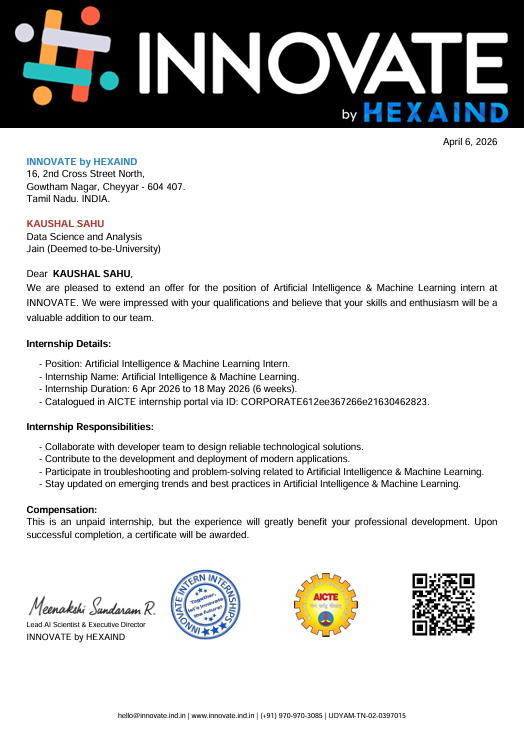 INNOVATE
by HEXAIND
April 6, 2026
INNOVATE by HEXAIND
16, 2nd Cross Street North,
Gowtham Nagar, Cheyyar - 604 407.
Tamil Nadu. INDIA.
KAUSHAL SAHU
Data Science and Analysis
Jain (Deemed to-be-University)
Dear KAUSHAL SAHU,
We are pleased to extend an offer for the position of Artificial Intelligence & Machine Learning intern at
INNOVATE. We were impressed with your qualifications and believe that your skills and enthusiasm will be a
valuable addition to our team.
Internship Details:
- Position: Artificial Intelligence & Machine Learning Intern.
- Internship Name: Artificial Intelligence & Machine Learning.
- Internship Duration: 6 Apr 2026 to 18 May 2026 (6 weeks).
- Catalogued in AICTE internship portal via ID: CORPORATE612ee367266e21630462823.
Internship Responsibilities:
- Collaborate with developer team to design reliable technological solutions.
- Contribute to the development and deployment of modern applications.
- Participate in troubleshooting and problem-solving related to Artificial Intelligence & Machine Learning.
- Stay updated on emerging trends and best practices in Artificial Intelligence & Machine Learning.
Compensation:
This is an unpaid internship, but the experience will greatly benefit your professional development. Upon
successful completion, a certificate will be awarded.
Meenakshi Sundaram R.
Lead AI Scientist & Executive Director
INNOVATE by HEXAIND
INNOVATE INTERN INTERNSHIPS
Together,
let's Innovate
the Future!
AICTE
hello@innovate.ind.in | www.innovate.ind.in | (+91) 970-970-3085 | UDYAM-TN-02-0397015